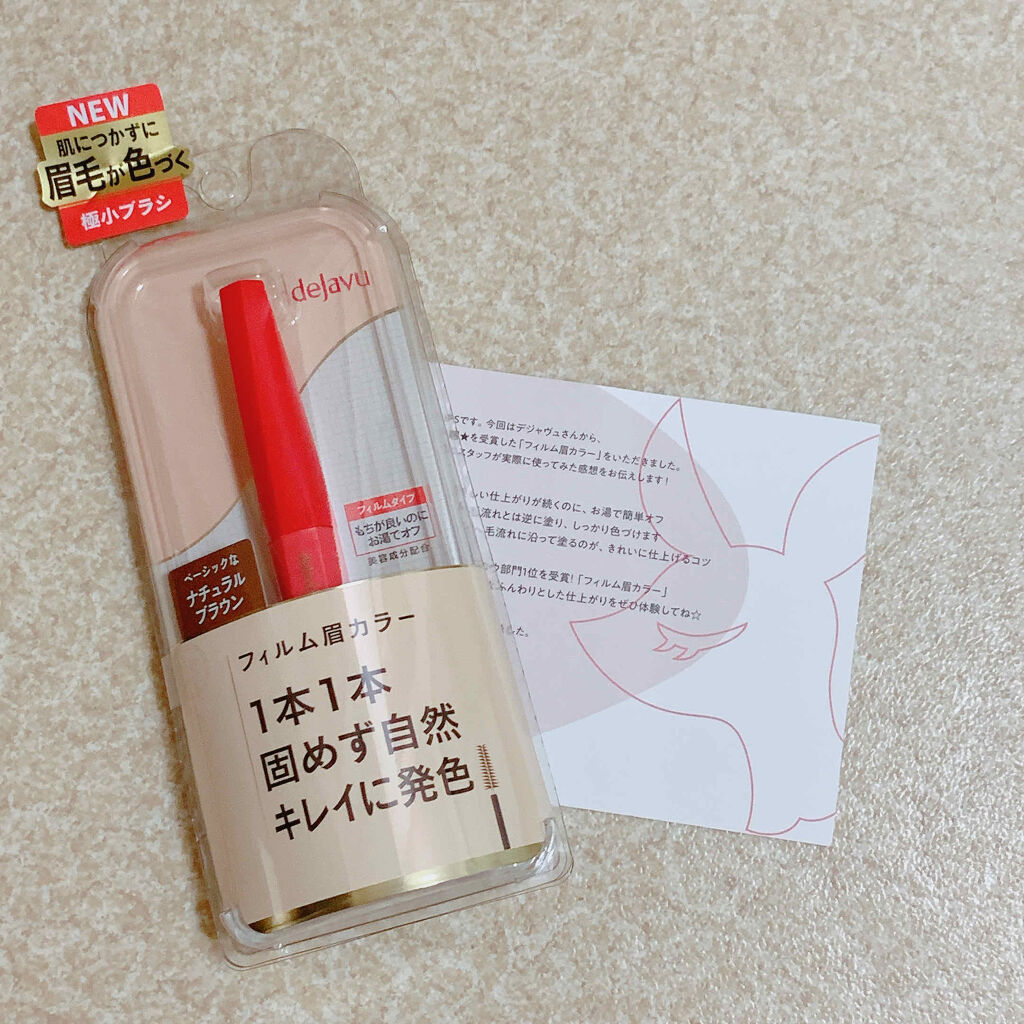 NEW
肌につかずに
眉毛が色づく
極小ブラシ
dejavu
フィルムタイプ
もちが良いのに
お湯でオフ
美容成分配合
ベーシックな
ナチュラル
ブラウン
フィルム眉カラー
1本1本
固めず自然
キレイに発色
Sです。今回はデジャヴュさんから、
★を受賞した「フィルム眉カラー」をいただきました。
スタッフが実際に使ってみた感想をお伝えします!
しい仕上がりが続くのに、お湯で簡単オフ
流れとは逆に塗り、しっかり色づけます
毛流れに沿って塗るのが、きれいに仕上げるコツ
ウ部門1位を受賞!「フィルム眉カラー」
ふんわりとした仕上がりをぜひ体験してね☆
した。